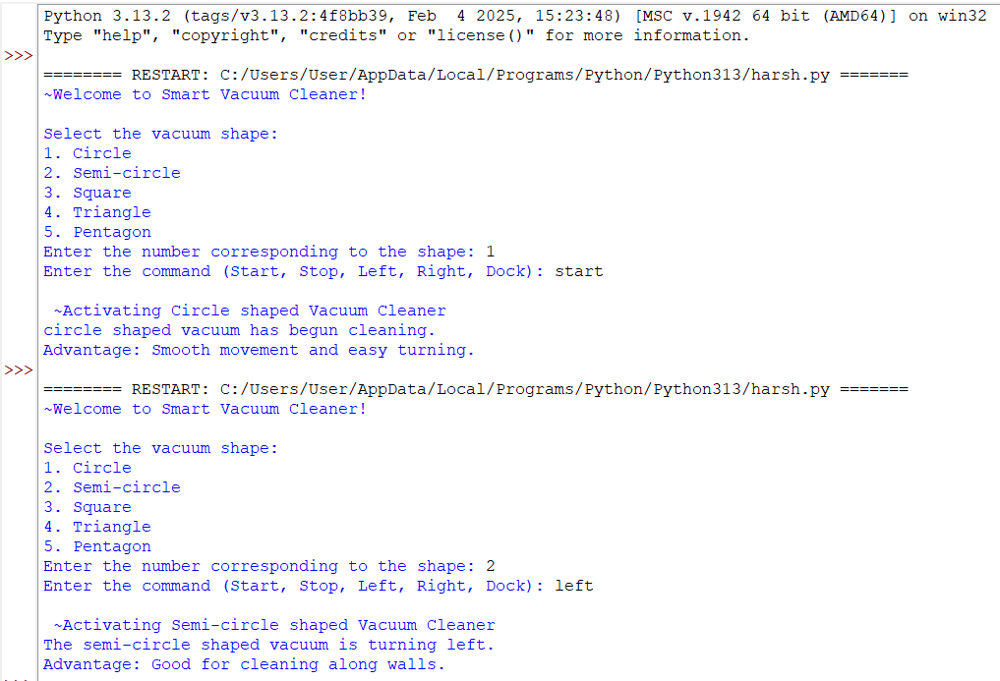 Python 3.13.2 (tags/v3.13.2:4f8bb39, Feb  4 2025, 15:23:48) [MSC v.1942 64 bit (AMD64)] on win32
Type "help", "copyright", "credits" or "license()" for more information.
>>>
======== RESTART: C:/Users/User/AppData/Local/Programs/Python/Python313/harsh.py =======
~Welcome to Smart Vacuum Cleaner!

Select the vacuum shape:
1. Circle
2. Semi-circle
3. Square
4. Triangle
5. Pentagon
Enter the number corresponding to the shape: 1
Enter the command (Start, Stop, Left, Right, Dock): start

 ~Activating Circle shaped Vacuum Cleaner
circle shaped vacuum has begun cleaning.
Advantage: Smooth movement and easy turning.
>>>
======== RESTART: C:/Users/User/AppData/Local/Programs/Python/Python313/harsh.py =======
~Welcome to Smart Vacuum Cleaner!

Select the vacuum shape:
1. Circle
2. Semi-circle
3. Square
4. Triangle
5. Pentagon
Enter the number corresponding to the shape: 2
Enter the command (Start, Stop, Left, Right, Dock): left

 ~Activating Semi-circle shaped Vacuum Cleaner
The semi-circle shaped vacuum is turning left.
Advantage: Good for cleaning along walls.